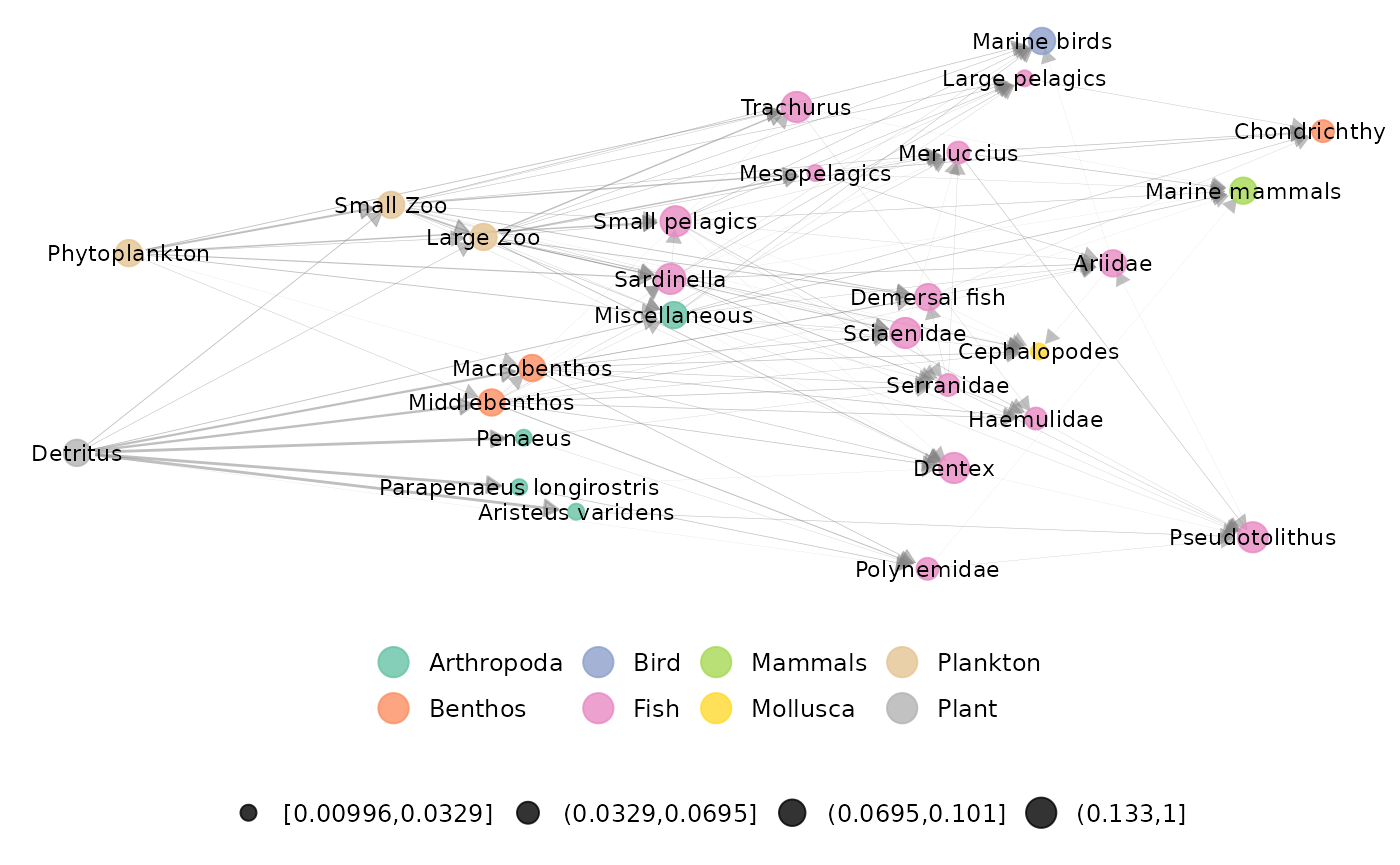 Marine birds
Large pelagics
Trachurus
Chondrichthy
Merluccius
Mesopelagics
Marine mammals
Small Zoo
Small pelagics
Large Zoo
Phytoplankton
Ariidae
Sardinella
Demersal fish
Miscellaneous
Sciaenidae
Cephalopodes
Macrobenthos
Serranidae
Middlebenthos
Haemulidae
Penaeus
Detritus
Dentex
Parapenaeus longirostris
Aristeus varidens
Pseudotolithus
Polynemidae
Arthropoda Bird Mammals Plankton
Benthos Fish Mollusca Plant
[0.00996,0.0329] (0.0329,0.0695] (0.0695,0.101] (0.133,1]